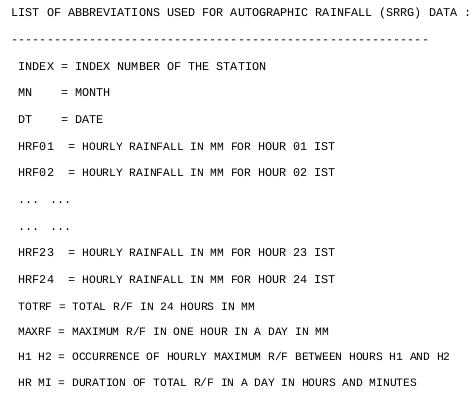 LIST OF ABBREVIATIONS USED FOR AUTOGRAPHIC RAINFALL (SRRG) DATA :
----------------------------------------------------------
INDEX = INDEX NUMBER OF THE STATION
MN = MONTH
DT = DATE
HRF01 = HOURLY RAINFALL IN MM FOR HOUR 01 IST
HRF02 = HOURLY RAINFALL IN MM FOR HOUR 02 IST
... ...
... ...
HRF23 = HOURLY RAINFALL IN MM FOR HOUR 23 IST
HRF24 = HOURLY RAINFALL IN MM FOR HOUR 24 IST
TOTRF = TOTAL R/F IN 24 HOURS IN MM
MAXRF = MAXIMUM R/F IN ONE HOUR IN A DAY IN MM
H1 H2 = OCCURRENCE OF HOURLY MAXIMUM R/F BETWEEN HOURS H1 AND H2
HR MI = DURATION OF TOTAL R/F IN A DAY IN HOURS AND MINUTES